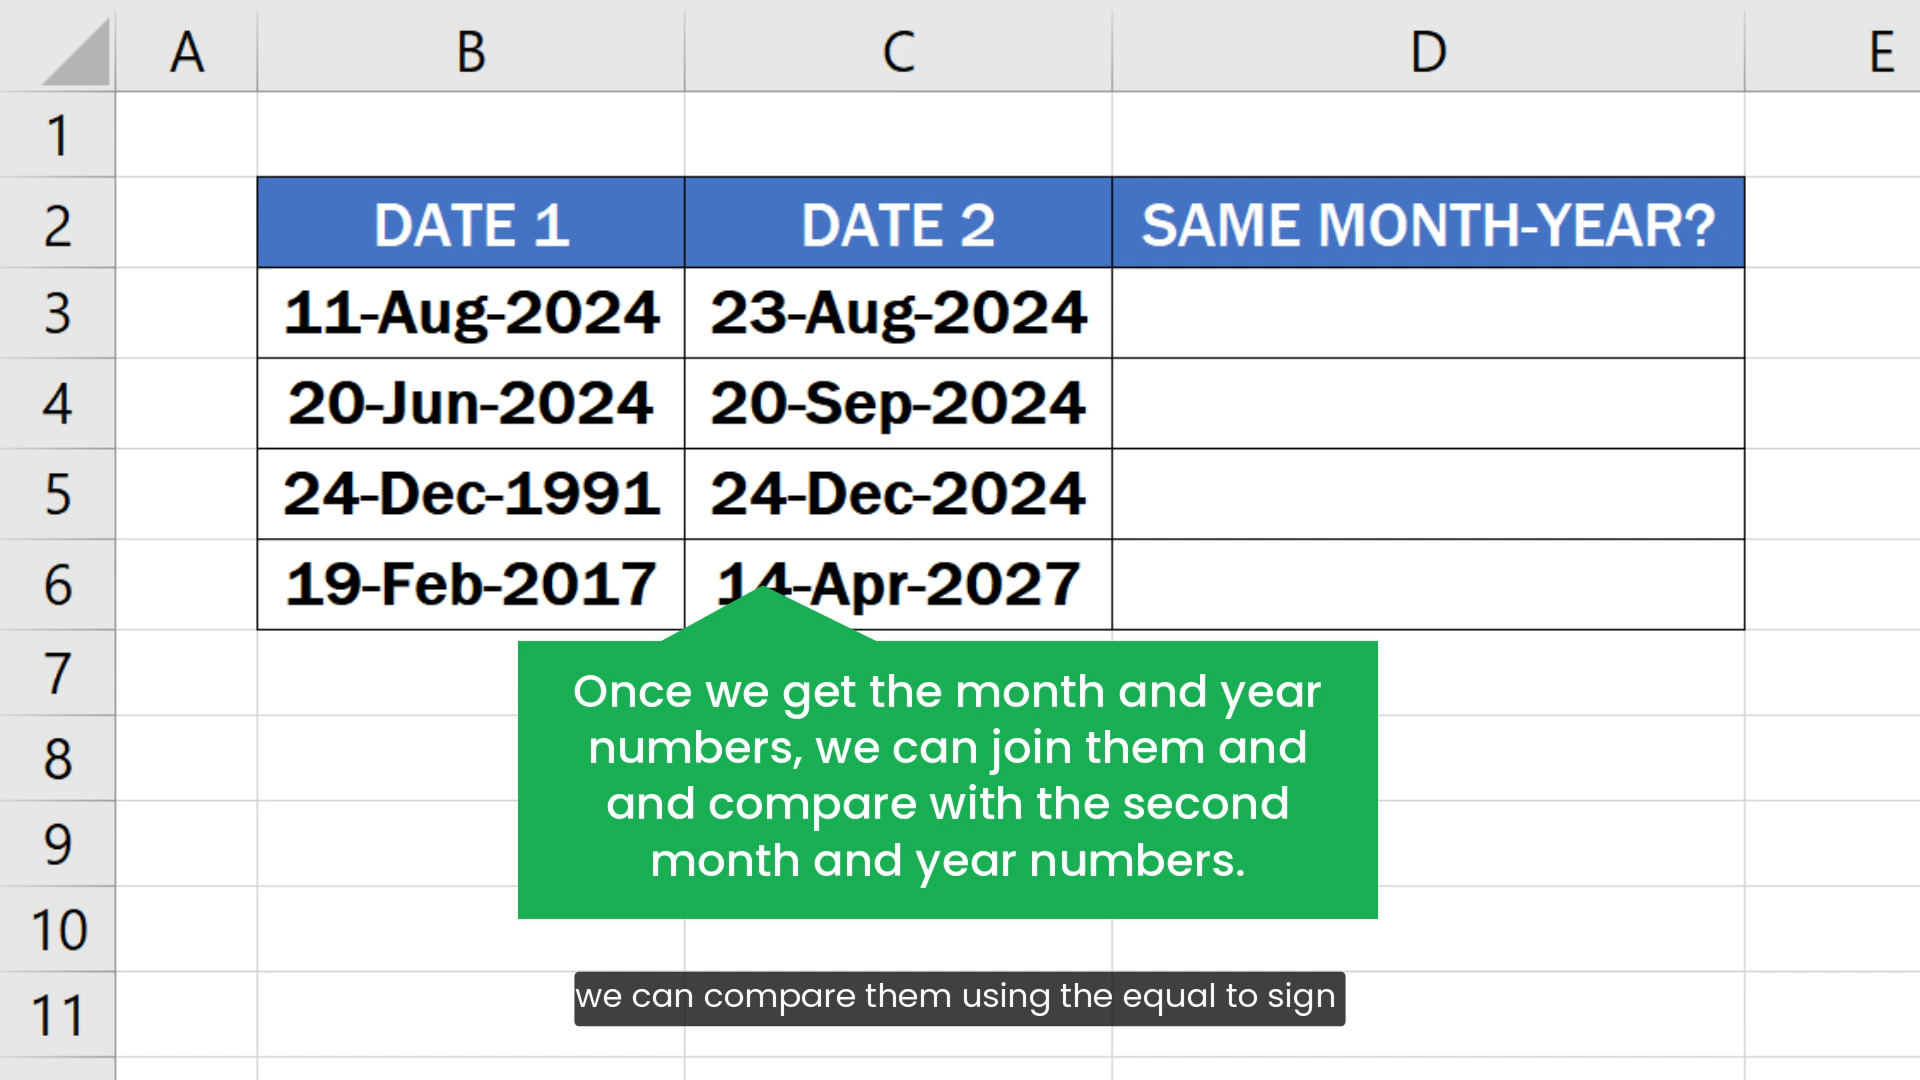 A B C D E
1
2 DATE 1 DATE 2 SAME MONTH-YEAR?
3 11-Aug-2024 23-Aug-2024
4 20-Jun-2024 20-Sep-2024
5 24-Dec-1991 24-Dec-2024
6 19-Feb-2017 14-Apr-2027
7
8
9
10
11
Once we get the month and year
numbers, we can join them and
and compare with the second
month and year numbers.
we can compare them using the equal to sign